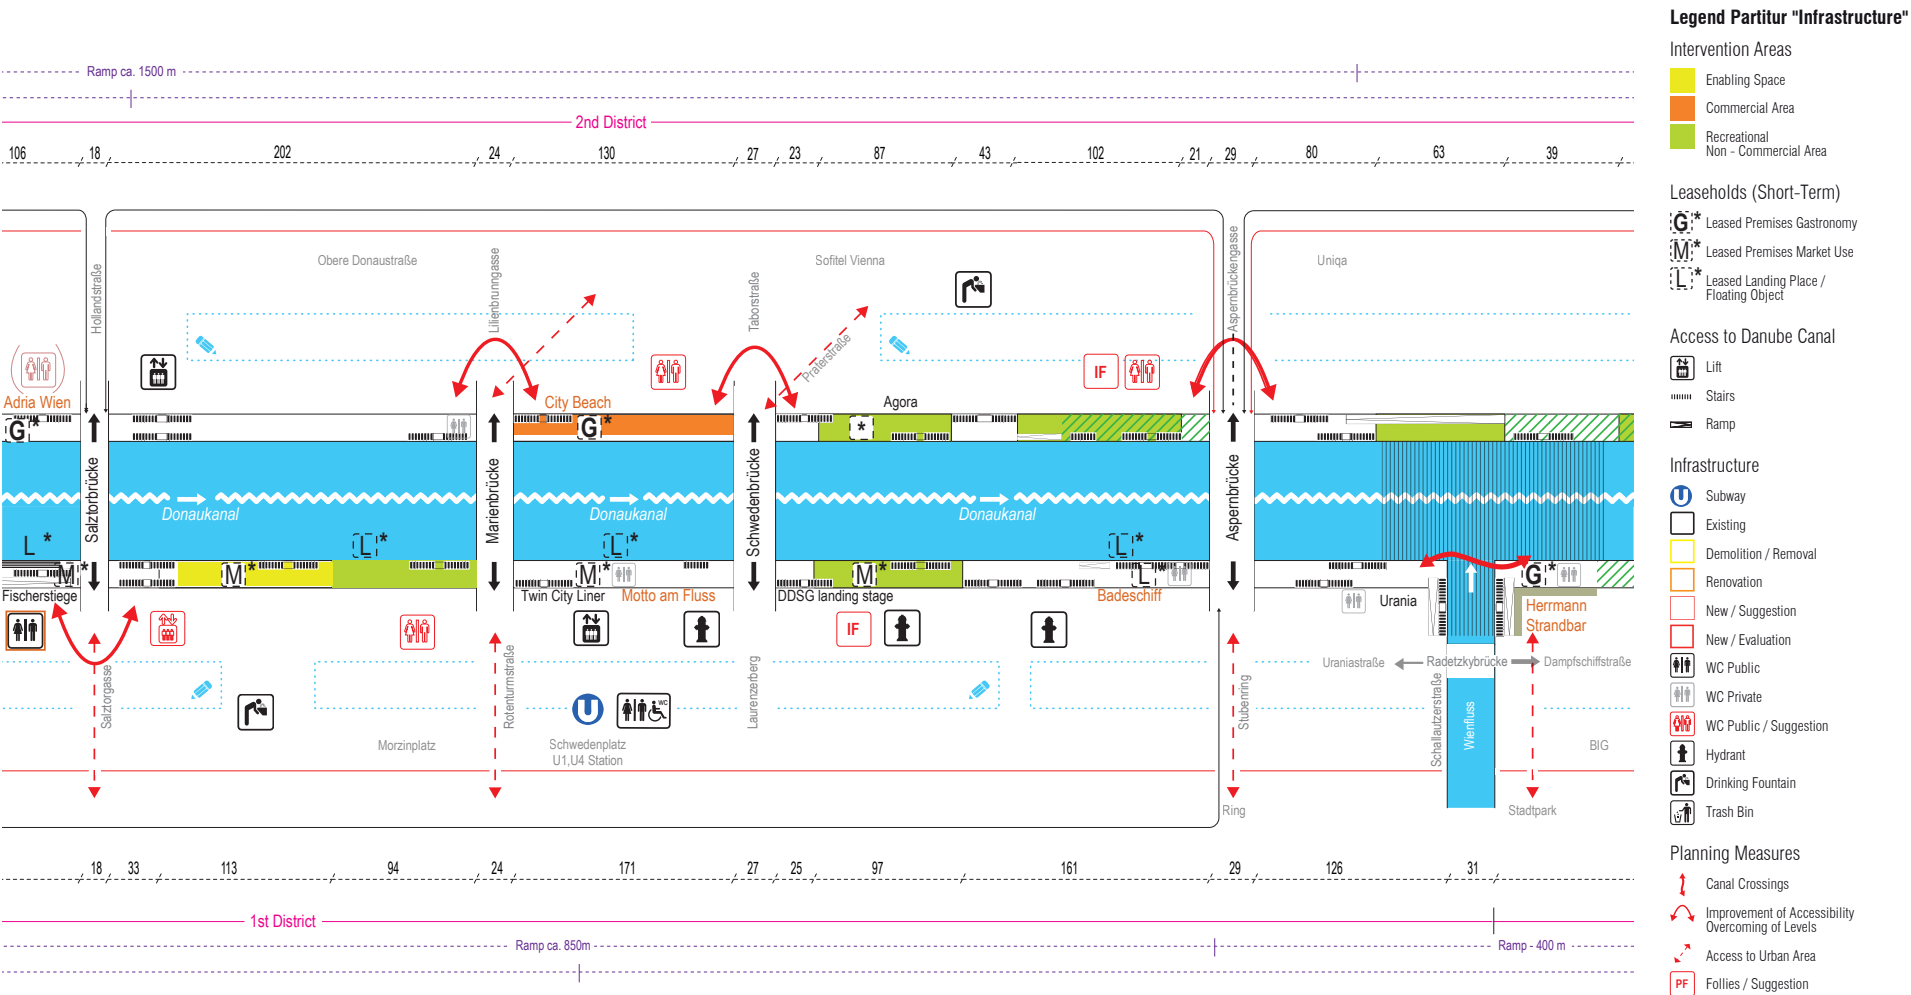 Legend Partitur "Infrastructure"
Intervention Areas
Enabling Space
Commercial Area
Recreational
Non - Commercial Area
Leaseholds (Short-Term)
G* Leased Premises Gastronomy
M* Leased Premises Market Use
L* Leased Landing Place /
Floating Object
Access to Danube Canal
Lift
Stairs
Ramp
Infrastructure
U Subway
Existing
Demolition / Removal
Renovation
New / Suggestion
New / Evaluation
WC Public
WC Private
WC Public / Suggestion
Hydrant
Drinking Fountain
Trash Bin
Planning Measures
Canal Crossings
Improvement of Accessibility
Overcoming of Levels
Access to Urban Area
PF Follies / Suggestion
Ramp ca. 1500 m
2nd District
106 18 202 24 130 27 23 87 43 102 21 29 80 63 39
Obere Donaustraße
Sofitel Vienna
Uniqa
Hollandstraße
Lilienbrunngasse
Taborstraße
Praterstraße
Aspernbrückengasse
IF
Adria Wien
City Beach
Agora
G*
G*
*
Salztorbrücke
Marienbrücke
Schwedenbrücke
Aspernbrücke
Donaukanal
Donaukanal
Donaukanal
L*
L*
L*
L*
M*
M*
M*
M*
L*
G*
Fischerstiege
Twin City Liner
Motto am Fluss
DDSG landing stage
Badeschiff
Urania
Herrmann
Strandbar
IF
Uraniastraße
Radetzkybrücke
Dampfschiffstraße
Salztorgasse
Rotenturmstraße
Laurenzerberg
Stubenring
Schallautzerstraße
Wienfluss
WC
U
Morzinplatz
Schwedenplatz
U1,U4 Station
BIG
Ring
Stadtpark
18 33 113 94 24 171 27 25 97 161 29 126 31
1st District
Ramp ca. 850m
Ramp - 400 m